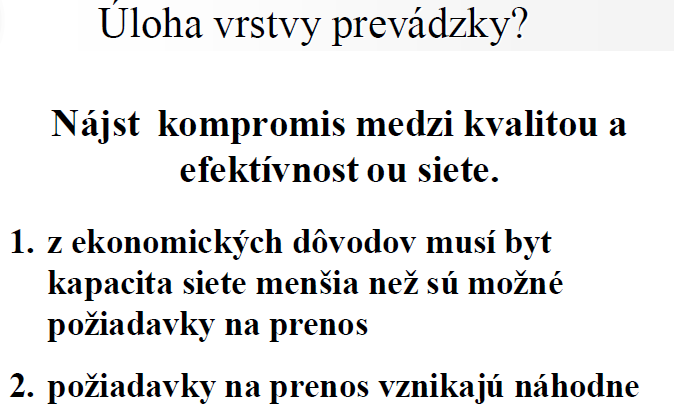 Úloha vrstvy prevádzky?
Nájst kompromis medzi kvalitou a
efektívnost ou siete.
1. z ekonomických dôvodov musí byt
kapacita siete menšia než sú možné
požiadavky na prenos
2. požiadavky na prenos vznikajú náhodne